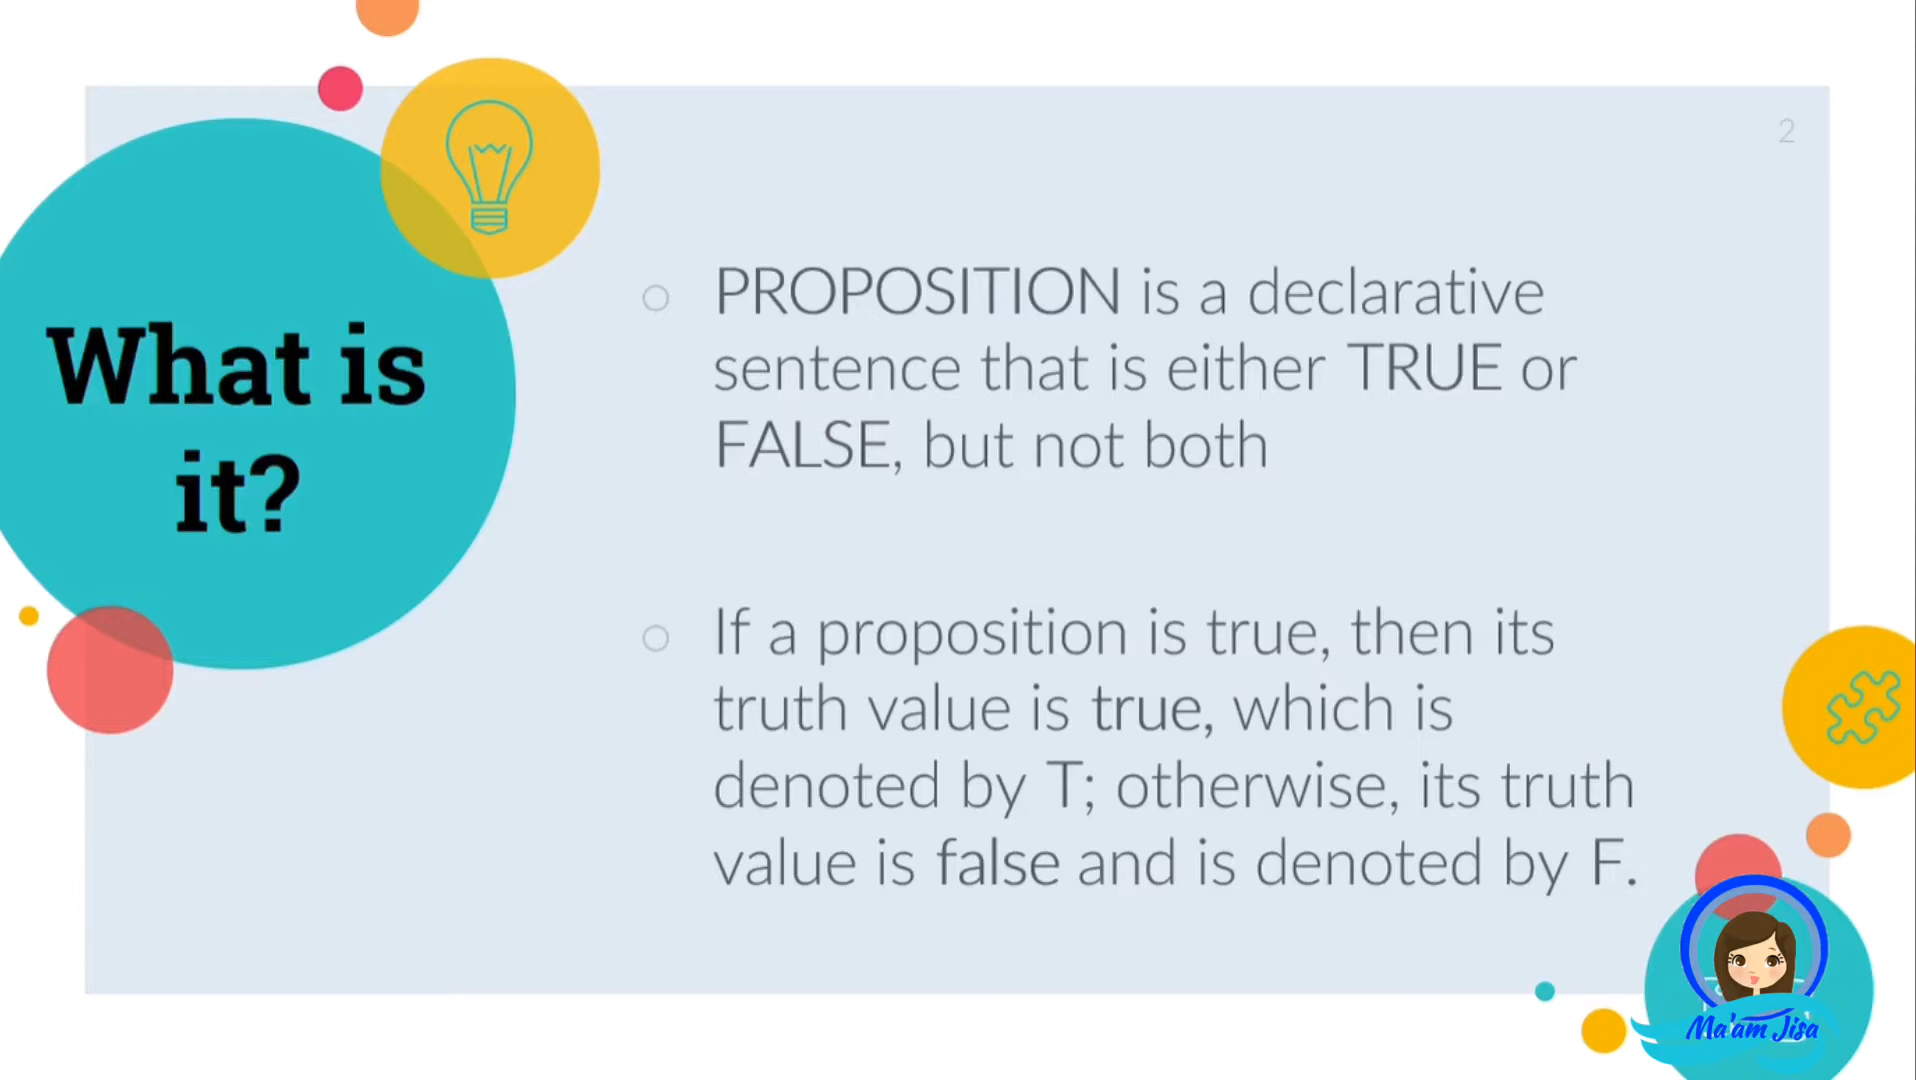 2
What is
it?
PROPOSITION is a declarative
sentence that is either TRUE or
FALSE, but not both
If a proposition is true, then its
truth value is true, which is
denoted by T; otherwise, its truth
value is false and is denoted by F.
Ma'am Jisa